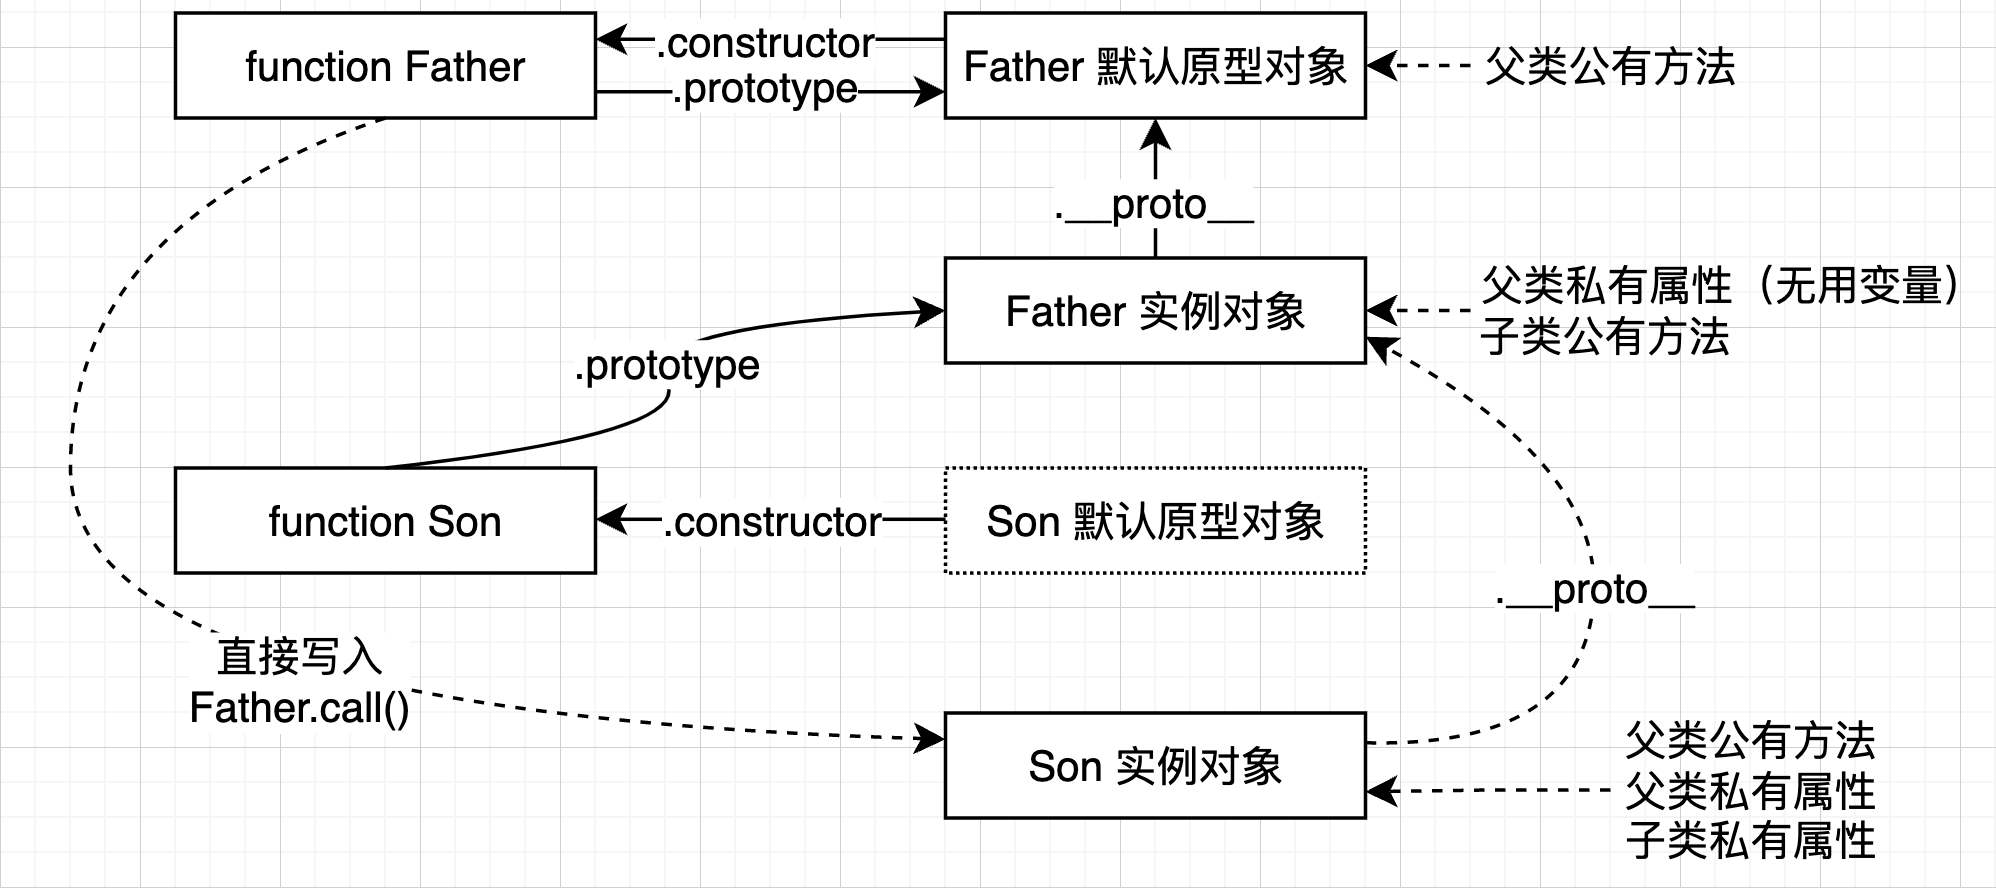 function Father
.constructor
.prototype
Father 默认原型对象
父类公有方法
.__proto__
Father 实例对象
父类私有属性（无用变量）
子类公有方法
.prototype
function Son
.constructor
Son 默认原型对象
.__proto__
直接写入
Father.call()
Son 实例对象
父类公有方法
父类私有属性
子类私有属性